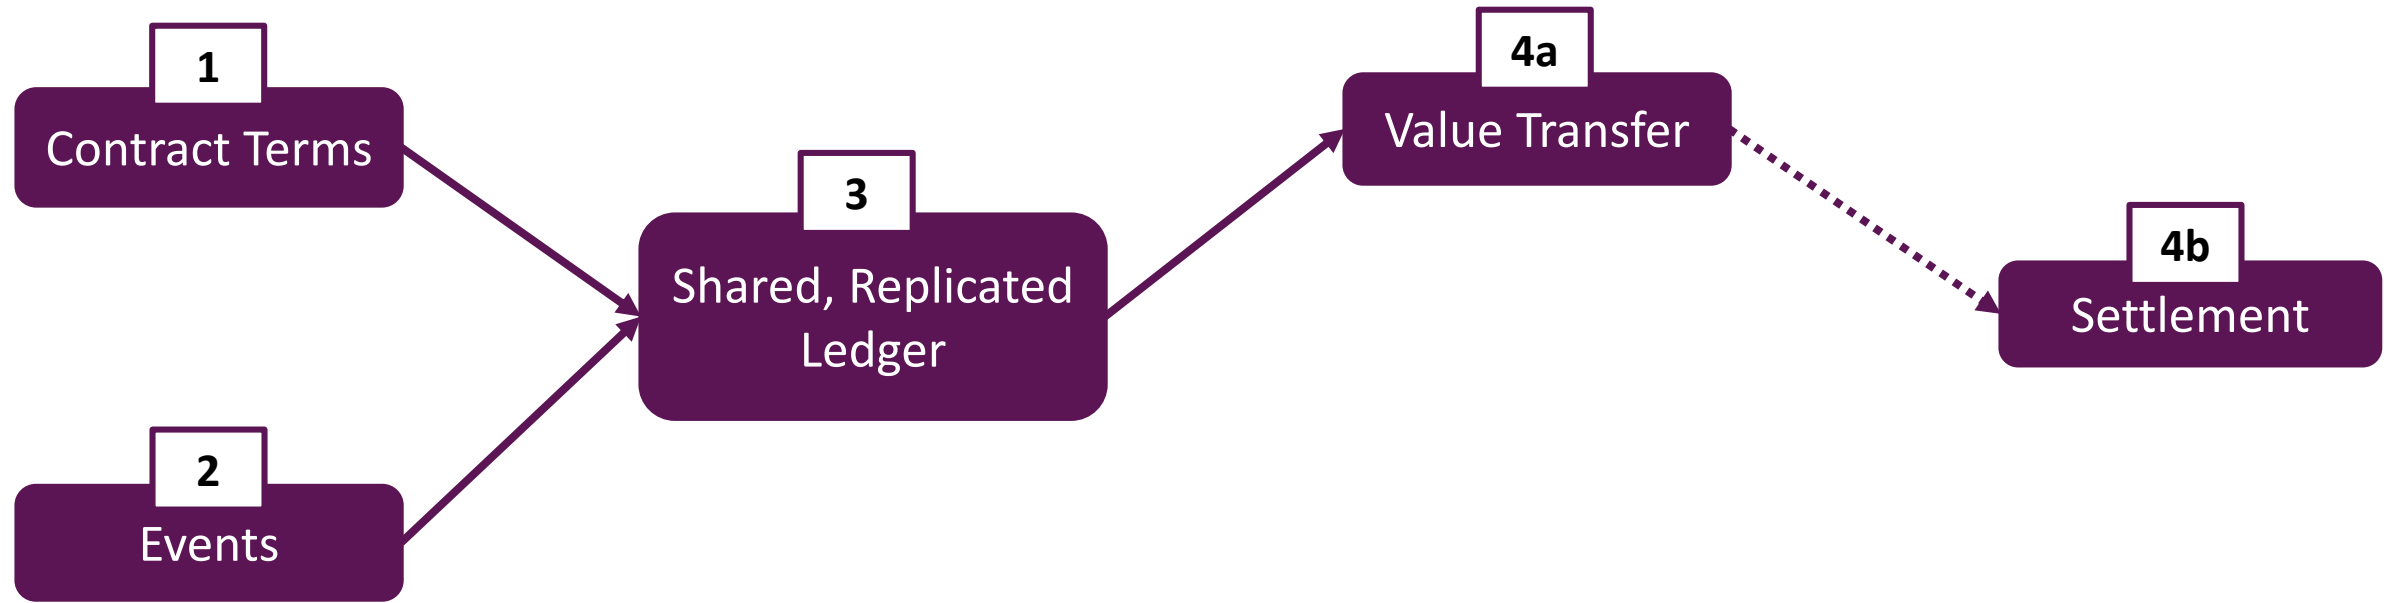 1
Contract Terms
2
Events
3
Shared, Replicated
Ledger
4a
Value Transfer
4b
Settlement